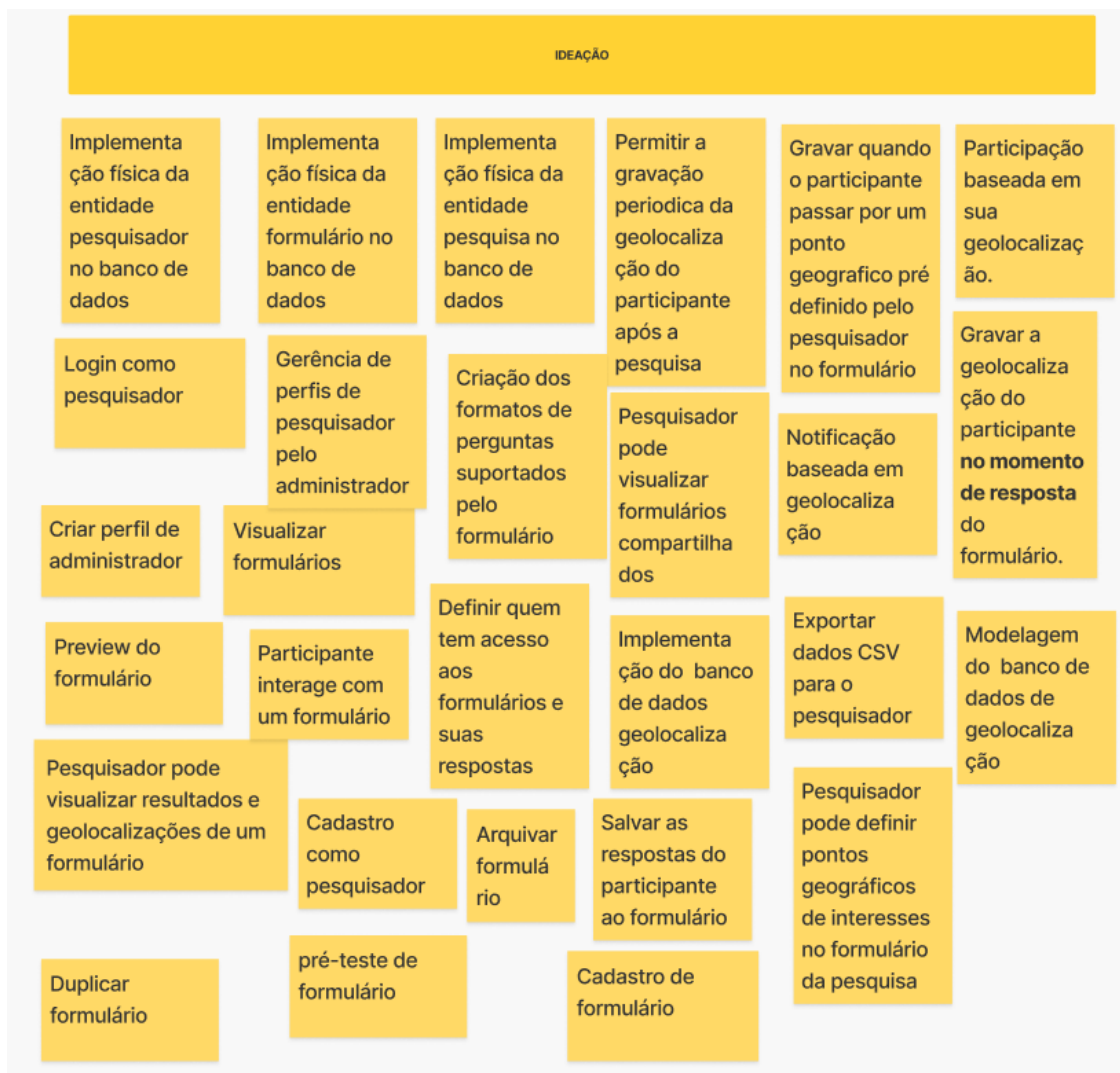 IDEAÇÃO
Implementa
ção física da
entidade
pesquisador
no banco de
dados
Implementa
ção física da
entidade
formulário no
banco de
dados
Implementa
ção física da
entidade
pesquisa no
banco de
dados
Permitir a
gravação
periodica da
geolocaliza
ção do
participante
após a
pesquisa
Gravar quando
o participante
passar por um
ponto
geografico pré
definido pelo
pesquisador
no formulário
Participação
baseada em
sua
geolocalizaç
ão.
Login como
pesquisador
Gerência de
perfis de
pesquisador
pelo
administrador
Criação dos
formatos de
perguntas
suportados
pelo
formulário
Pesquisador
pode
visualizar
formulários
compartilha
dos
Notificação
baseada em
geolocaliza
ção
Gravar a
geolocaliza
ção do
participante
no momento
de resposta
do
formulário.
Criar perfil de
administrador
Visualizar
formulários
Preview do
formulário
Participante
interage com
um formulário
Definir quem
tem acesso
aos
formulários e
suas
respostas
Implementa
ção do banco
de dados
geolocaliza
ção
Exportar
dados CSV
para o
pesquisador
Modelagem
do banco de
dados de
geolocaliza
ção
Pesquisador pode
visualizar resultados e
geolocalizações de um
formulário
Cadastro
como
pesquisador
Arquivar
formulá
rio
Salvar as
respostas do
participante
ao formulário
Pesquisador
pode definir
pontos
geográficos
de interesses
no formulário
da pesquisa
Duplicar
formulário
pré-teste de
formulário
Cadastro de
formulário